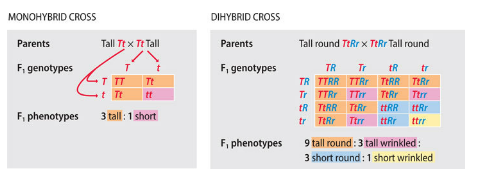 MONOHYBRID CROSS
Parents Tall Tt × Tt Tall
F1 genotypes T t
T TT Tt
t Tt tt
F1 phenotypes 3 tall : 1 short
DIHYBRID CROSS
Parents Tall round TtRr × TtRr Tall round
F1 genotypes TR Tr tR tr
TR TTRR TTRr TtRR TtRr
Tr TTRr TTrr TtRr Ttrr
tR TtRR TtRr ttRR ttRr
tr TtRr Ttrr ttRr ttrr
F1 phenotypes
9 tall round : 3 tall wrinkled :
3 short round : 1 short wrinkled